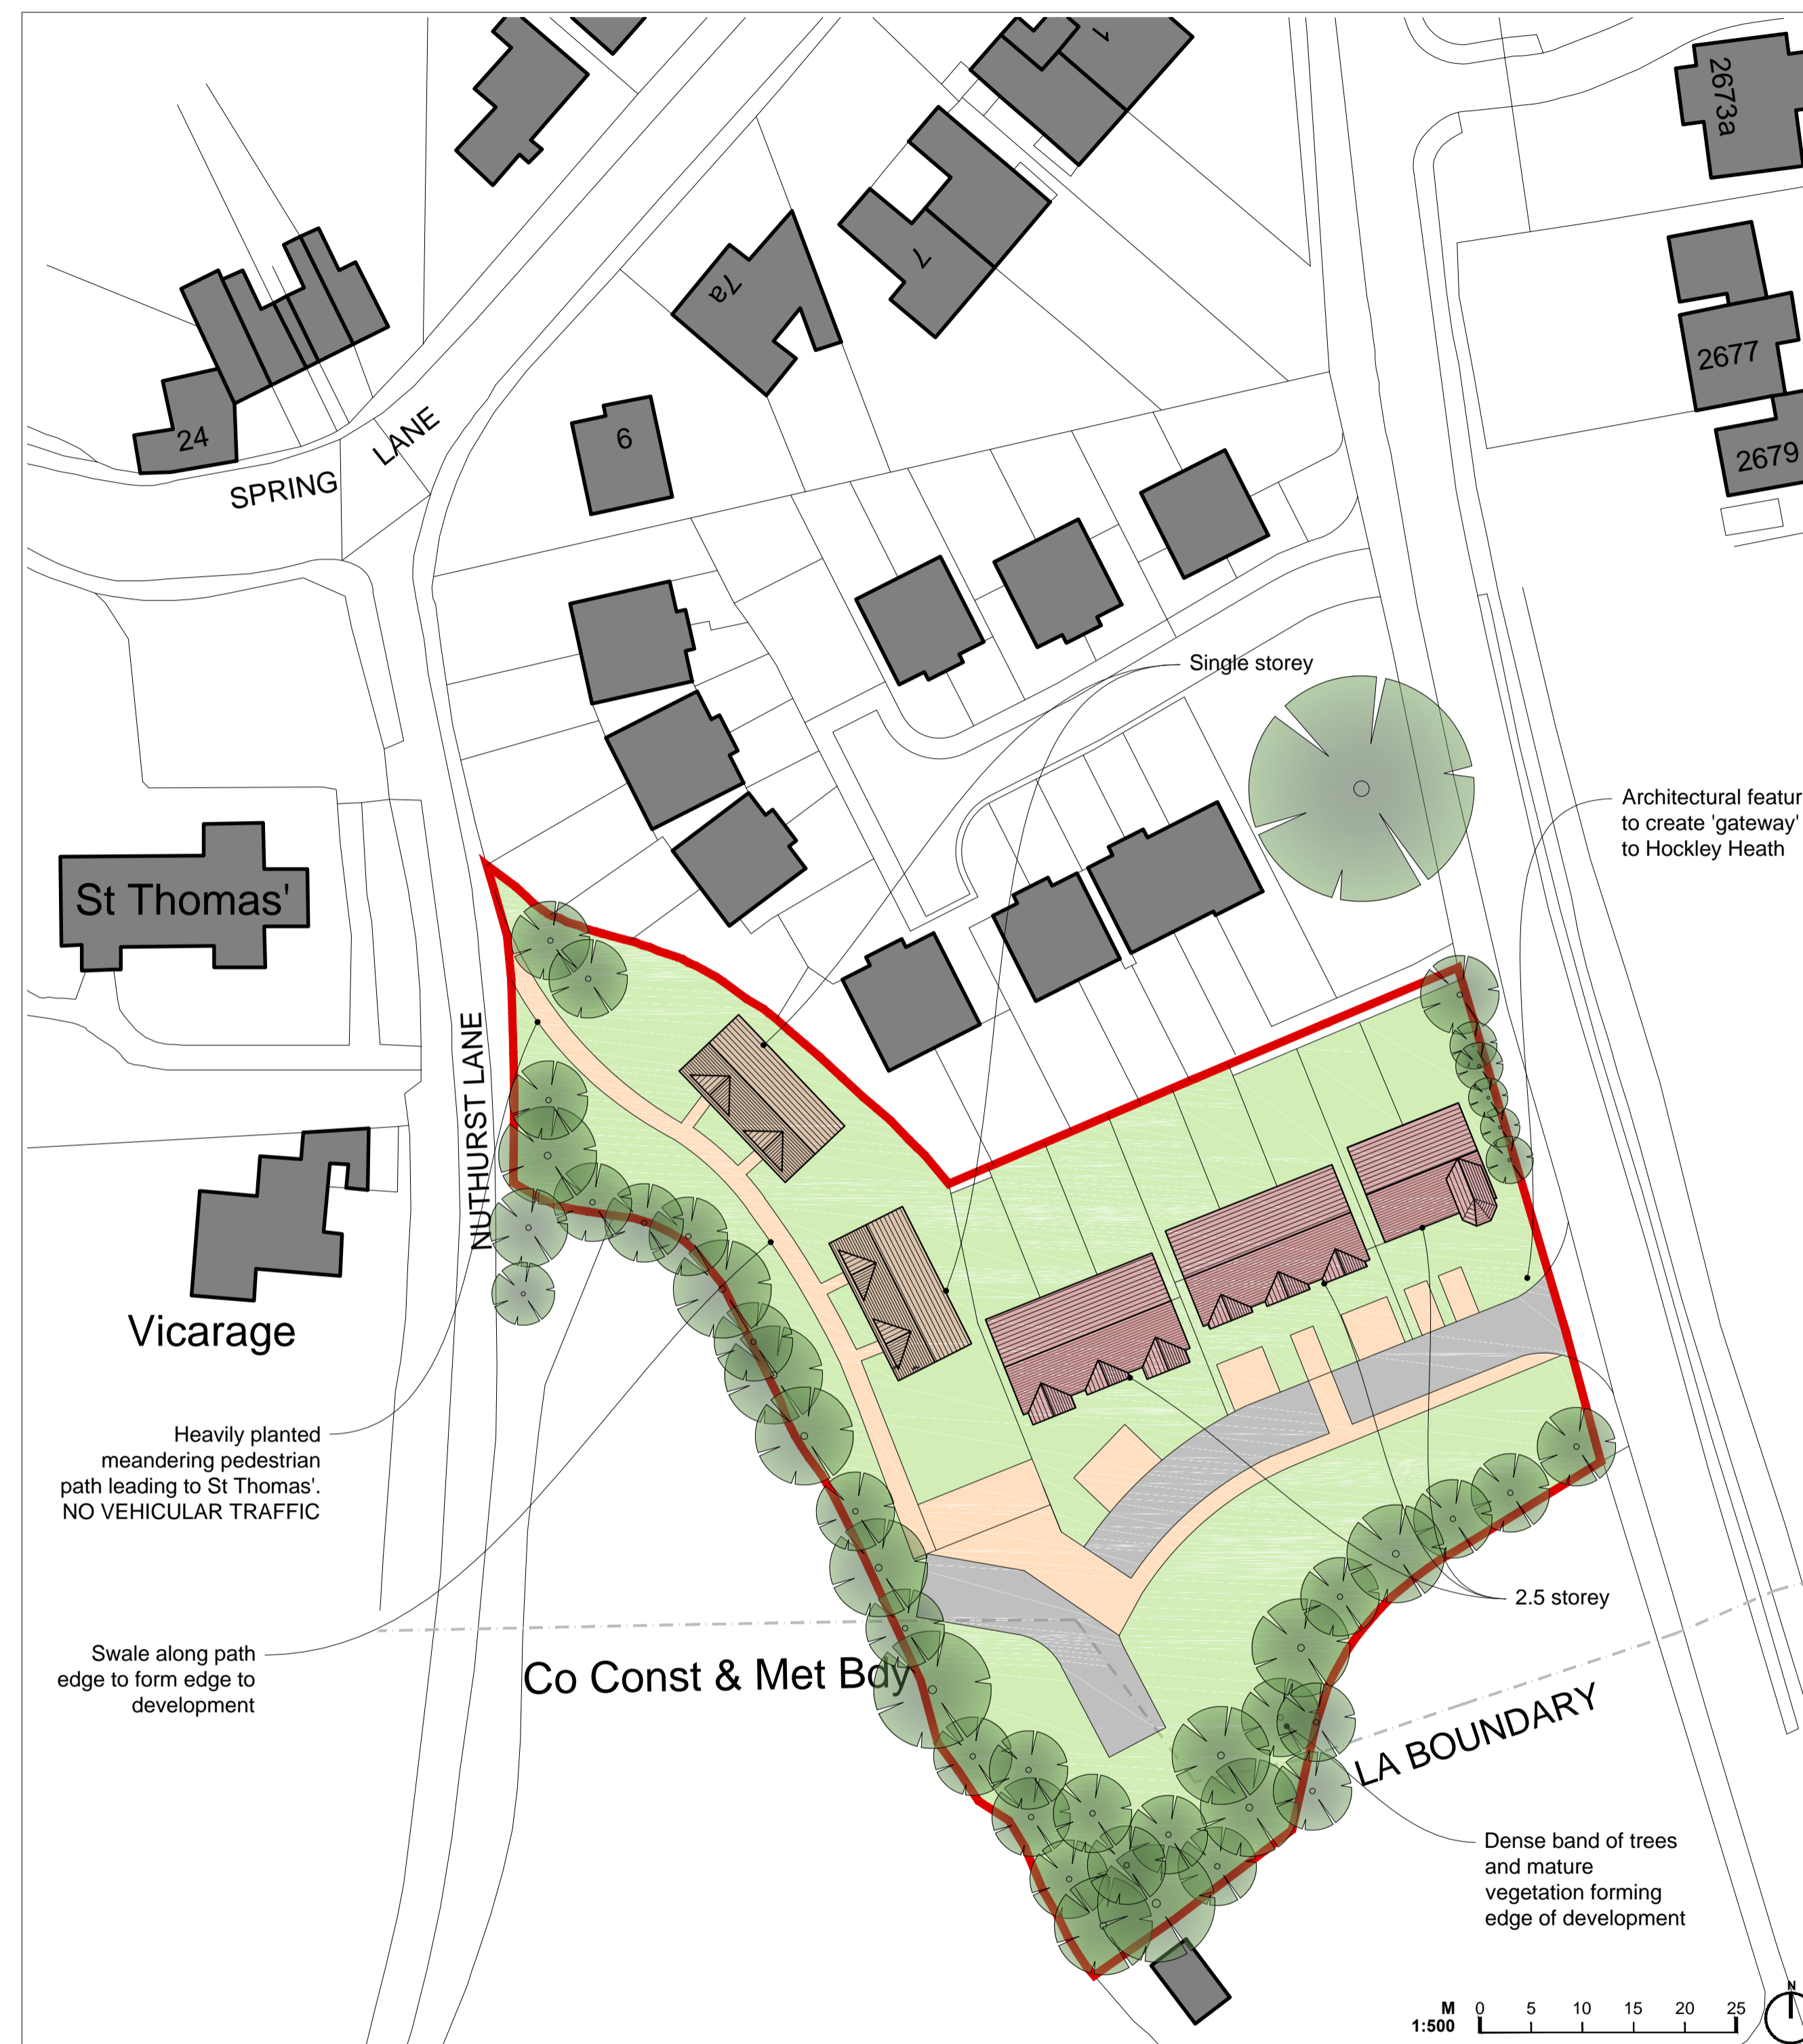 1
2673a
7
7a
2677
24
6
2679
SPRING LANE
Single storey
Architectural featur
to create 'gateway'
to Hockley Heath
St Thomas'
NUTHURST LANE
Vicarage
Heavily planted
meandering pedestrian
path leading to St Thomas'.
NO VEHICULAR TRAFFIC
2.5 storey
Swale along path
edge to form edge to
development
Co Const & Met Bdy
LA BOUNDARY
Dense band of trees
and mature
vegetation forming
edge of development
N
M 0 5 10 15 20 25
1:500